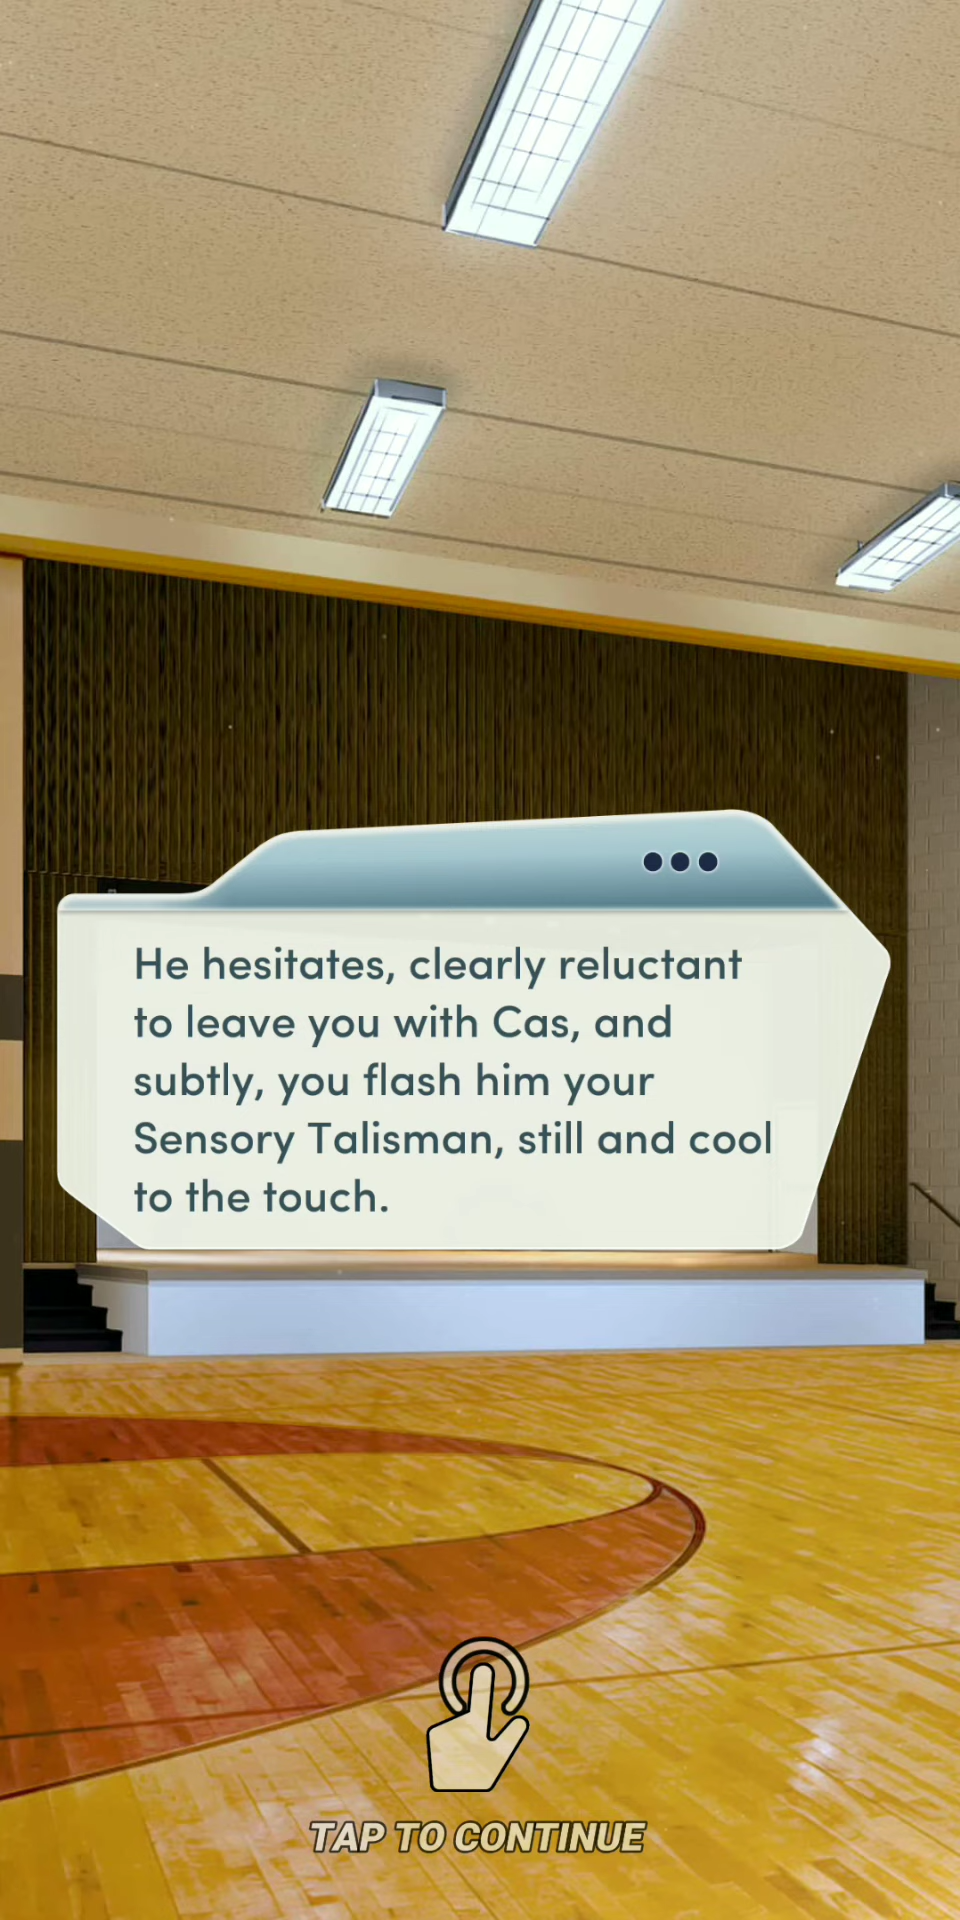 He hesitates, clearly reluctant
to leave you with Cas, and
subtly, you flash him your
Sensory Talisman, still and cool
to the touch.
TAP TO CONTINUE